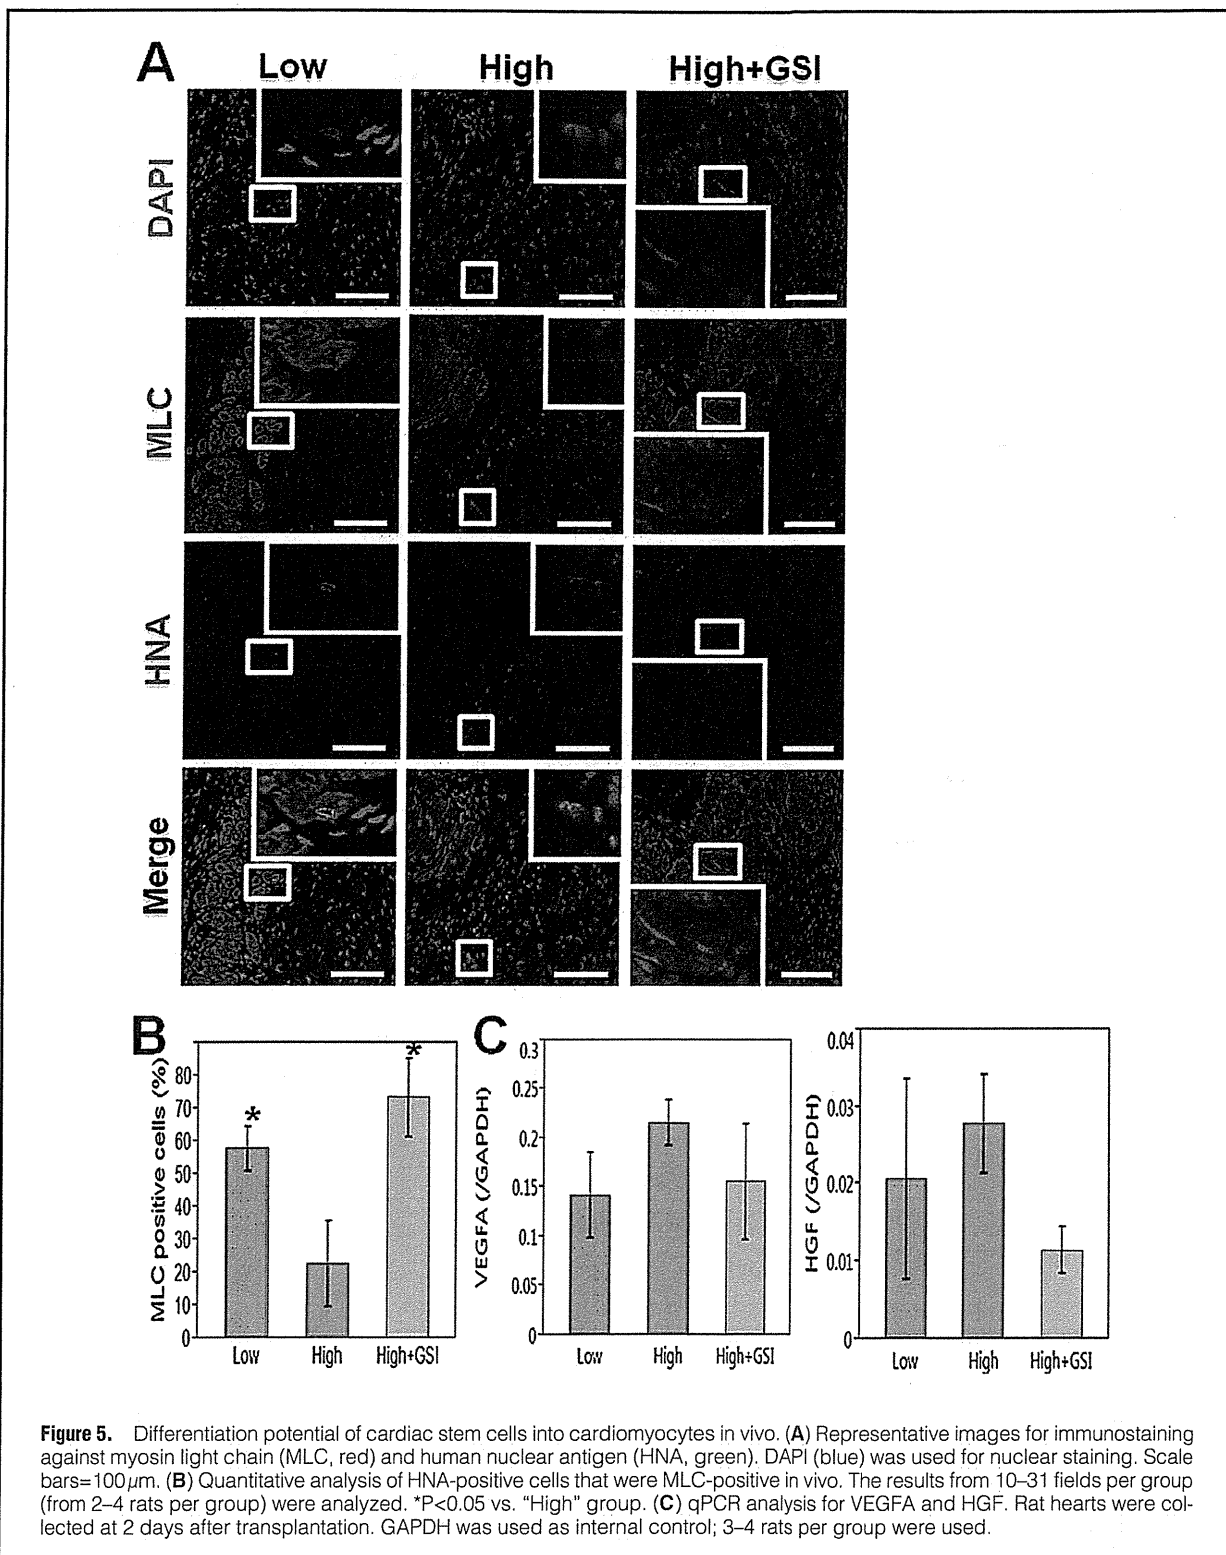 A
Low
High
High+GSI
DAPI
MLC
HNA
Merge
B
MLC positive cells (%)
80
70
60
50
40
30
20
10
0
*
*
Low
High
High+GSI
C
VEGFA (/GAPDH)
0.3
0.25
0.2
0.15
0.1
0.05
0
Low
High
High+GSI
HGF (/GAPDH)
0.04
0.03
0.02
0.01
0
Low
High
High+GSI
Figure 5. Differentiation potential of cardiac stem cells into cardiomyocytes in vivo. (A) Representative images for immunostaining
against myosin light chain (MLC, red) and human nuclear antigen (HNA, green). DAPI (blue) was used for nuclear staining. Scale
bars=100μm. (B) Quantitative analysis of HNA-positive cells that were MLC-positive in vivo. The results from 10–31 fields per group
(from 2–4 rats per group) were analyzed. *P<0.05 vs. “High” group. (C) qPCR analysis for VEGFA and HGF. Rat hearts were col-
lected at 2 days after transplantation. GAPDH was used as internal control; 3–4 rats per group were used.